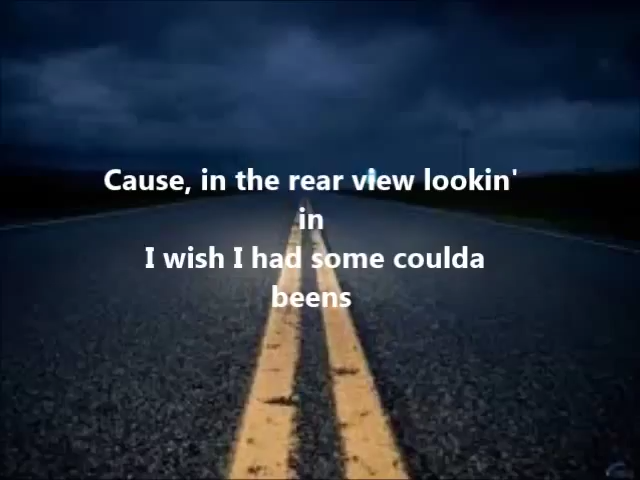 Cause, in the rear view lookin'
in
I wish I had some coulda
beens